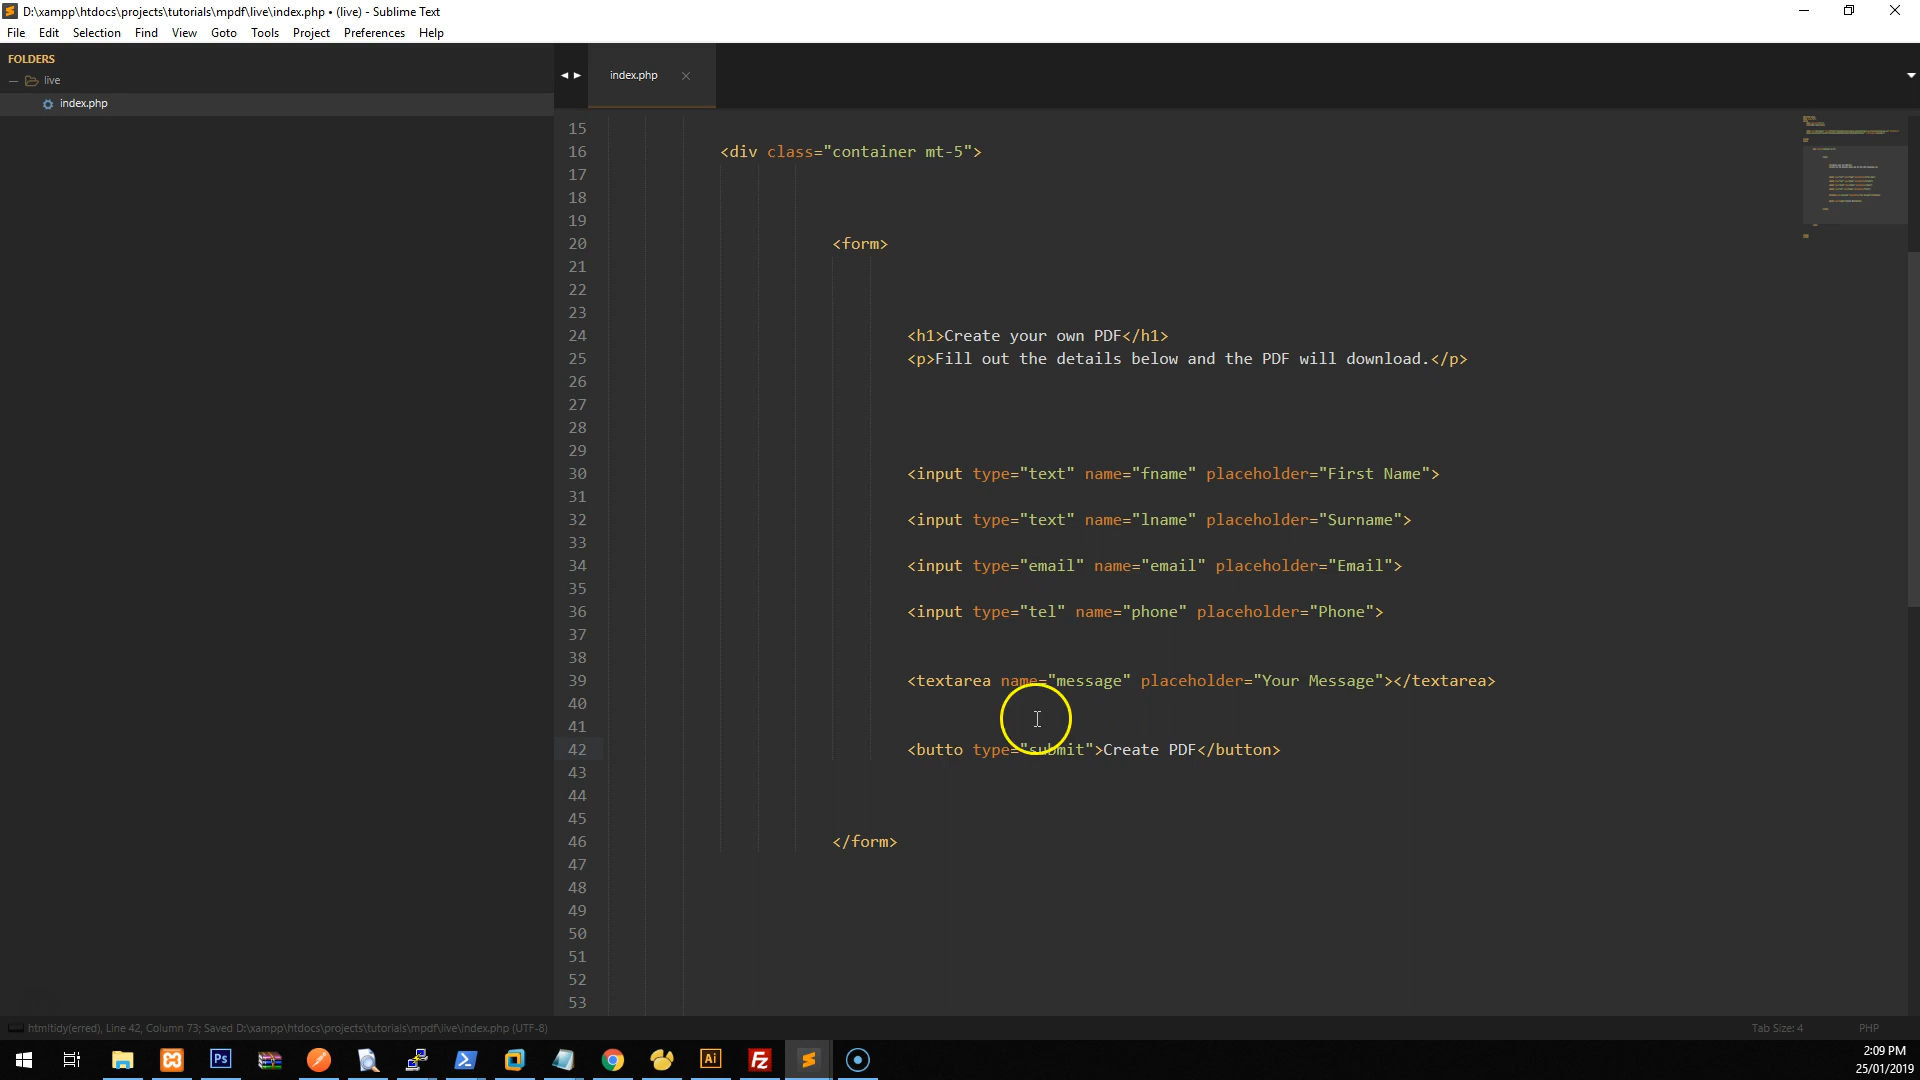 D:\xampp\htdocs\projects\tutorials\mpdf\live\index.php • (live) - Sublime Text
File Edit Selection Find View Goto Tools Project Preferences Help
FOLDERS
live
index.php
index.php
15
16 <div class="container mt-5">
17
18
19
20 <form>
21
22
23
24 <h1>Create your own PDF</h1>
25 <p>Fill out the details below and the PDF will download.</p>
26
27
28
29
30 <input type="text" name="fname" placeholder="First Name">
31
32 <input type="text" name="lname" placeholder="Surname">
33
34 <input type="email" name="email" placeholder="Email">
35
36 <input type="tel" name="phone" placeholder="Phone">
37
38
39 <textarea name="message" placeholder="Your Message"></textarea>
40
41
42 <butto type="submit">Create PDF</button>
43
44
45
46 </form>
47
48
49
50
51
52
53
htmltidy(erred), Line 42, Column 73; Saved D:\xampp\htdocs\projects\tutorials\mpdf\live\index.php (UTF-8)
Tab Size: 4 PHP
Ps
Ai
Fz
2:09 PM
25/01/2019